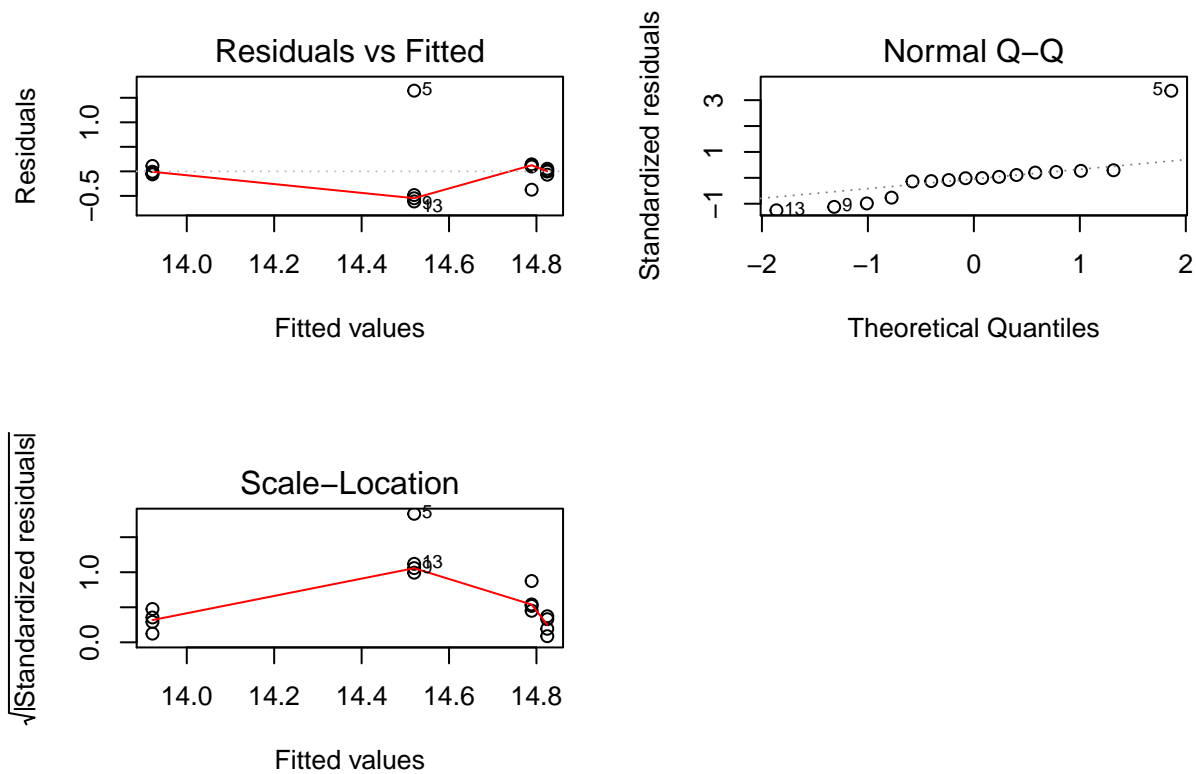 Residuals vs Fitted
Residuals
1.0
−0.5
5
9
13
14.0 14.2 14.4 14.6 14.8
Fitted values
Normal Q−Q
Standardized residuals
3
1
−1
5
13
9
−2 −1 0 1 2
Theoretical Quantiles
Scale−Location
√|Standardized residuals|
1.0
0.0
5
13
9
14.0 14.2 14.4 14.6 14.8
Fitted values